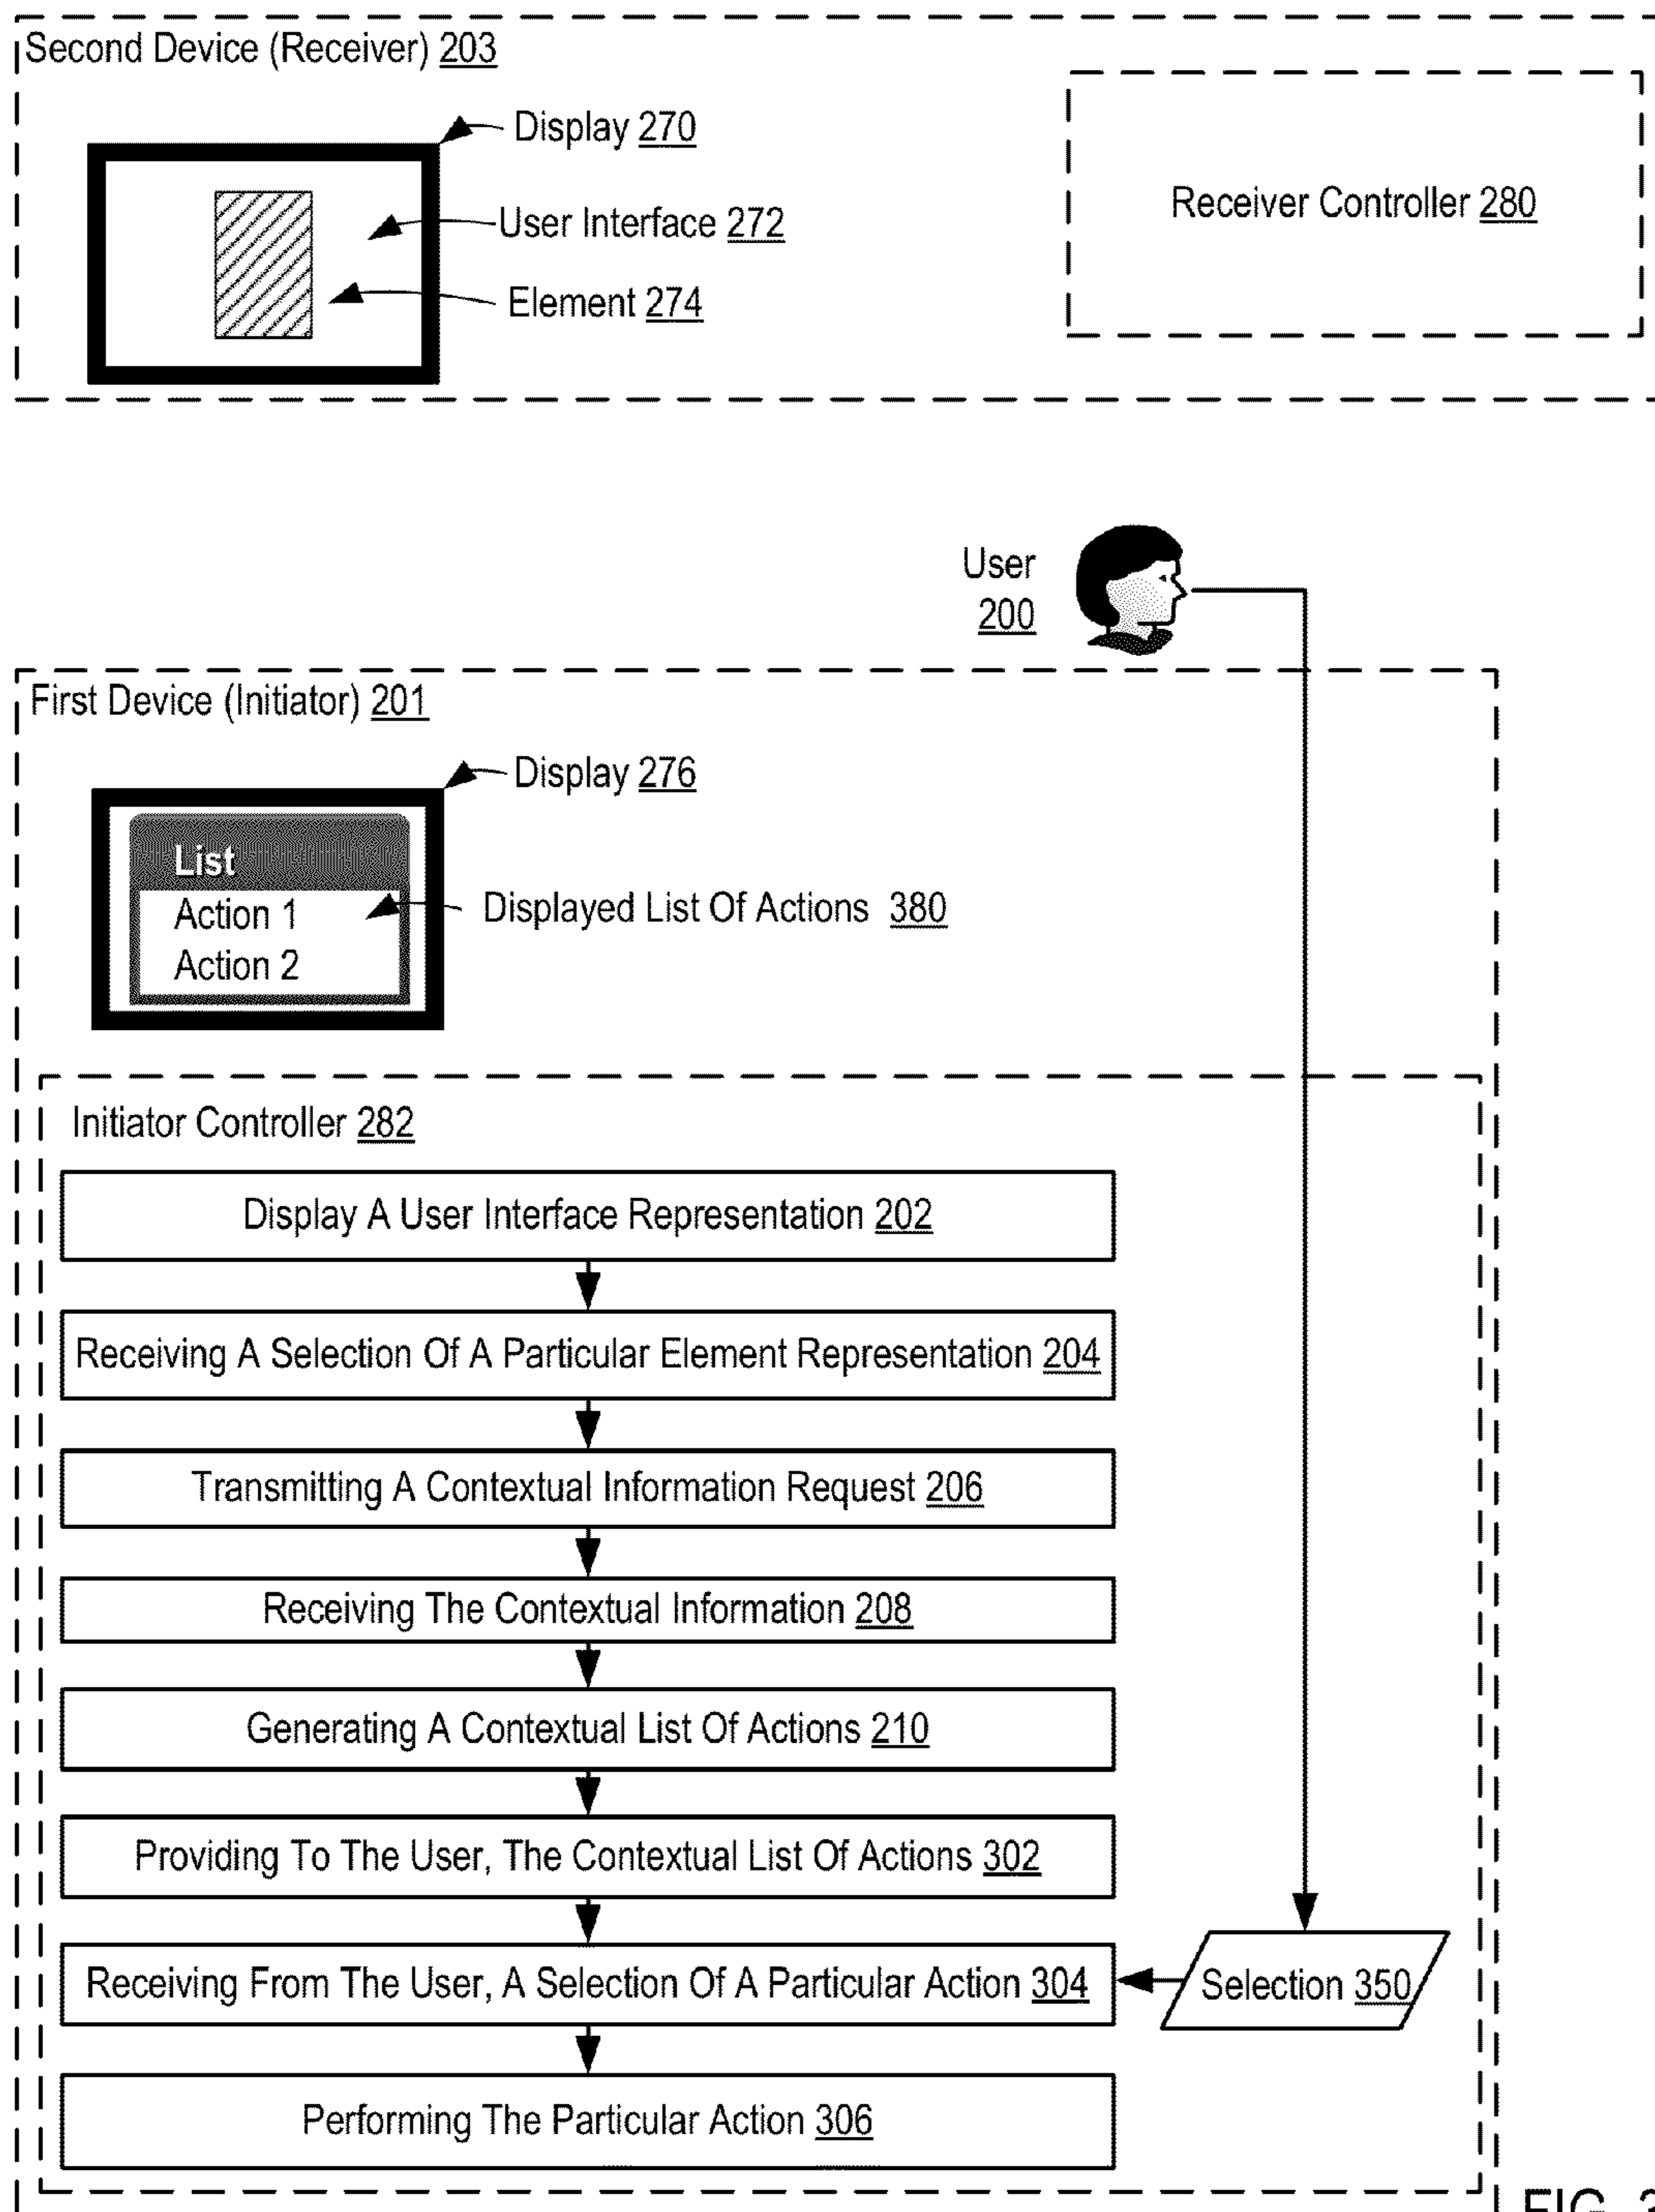 Second Device (Receiver) 203
Display 270
User Interface 272
Element 274
Receiver Controller 280
User
200
First Device (Initiator) 201
Display 276
List
Action 1
Action 2
Displayed List Of Actions 380
Initiator Controller 282
Display A User Interface Representation 202
Receiving A Selection Of A Particular Element Representation 204
Transmitting A Contextual Information Request 206
Receiving The Contextual Information 208
Generating A Contextual List Of Actions 210
Providing To The User, The Contextual List Of Actions 302
Receiving From The User, A Selection Of A Particular Action 304
Selection 350
Performing The Particular Action 306
FIG. 3